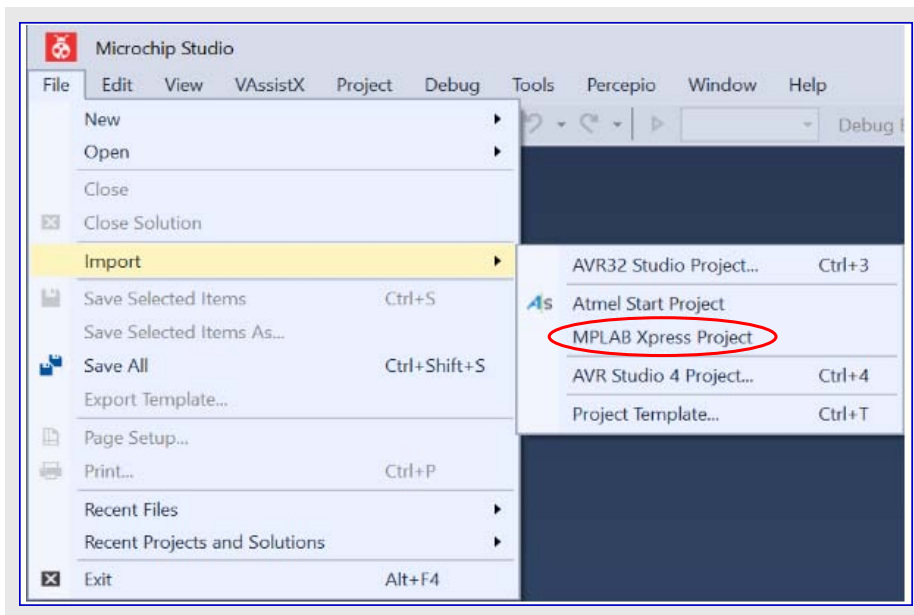 Microchip Studio
File Edit View VAssistX Project Debug Tools Percepio Window Help
New
Debug
Open
Close
Close Solution
Import
AVR32 Studio Project... Ctrl+3
Save Selected Items Ctrl+S
As Atmel Start Project
Save Selected Items As...
MPLAB Xpress Project
Save All Ctrl+Shift+S
AVR Studio 4 Project... Ctrl+4
Export Template...
Project Template... Ctrl+T
Page Setup...
Print... Ctrl+P
Recent Files
Recent Projects and Solutions
Exit Alt+F4